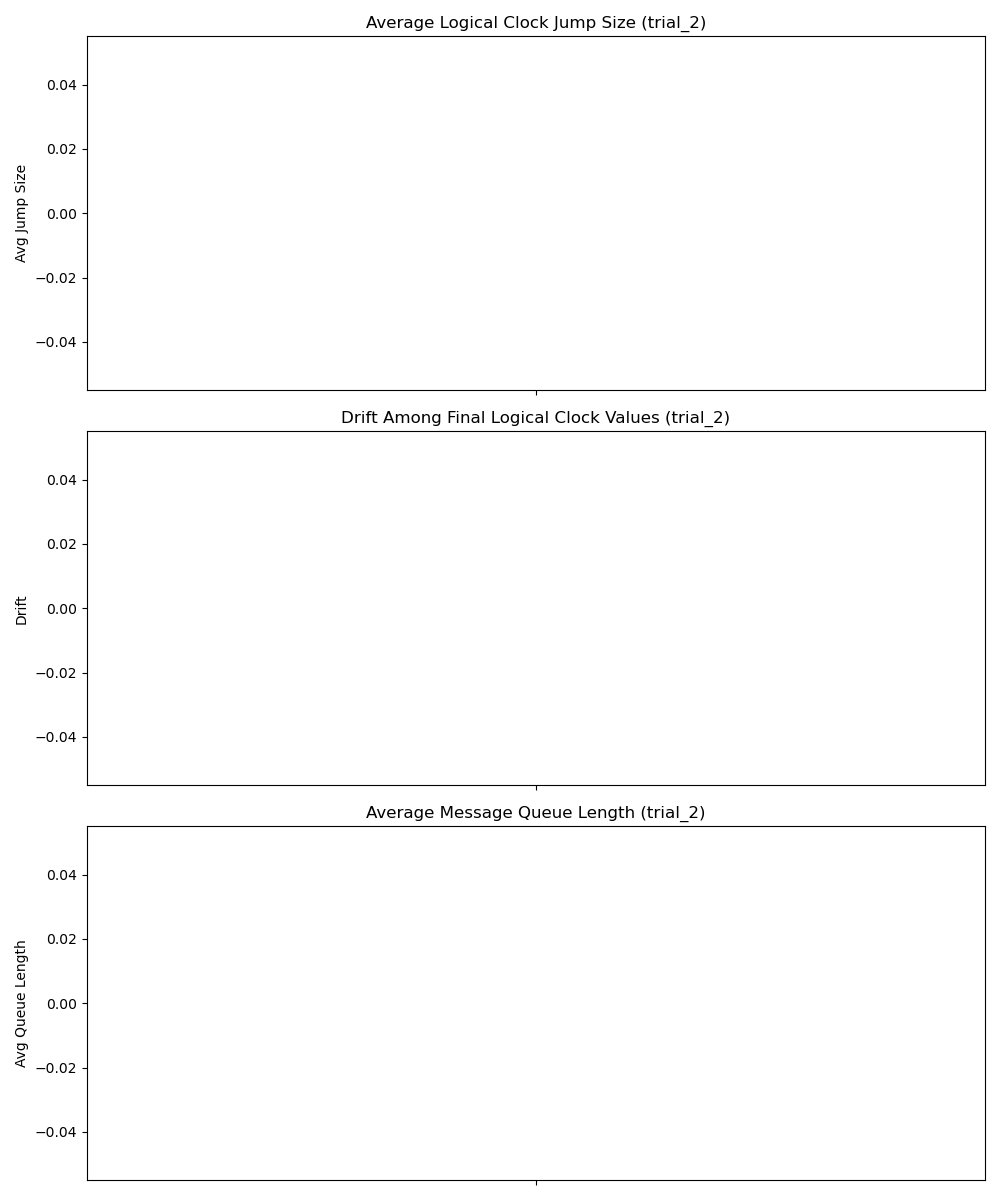 Average Logical Clock Jump Size (trial_2)
Avg Jump Size
0.04
0.02
0.00
−0.02
−0.04
Drift Among Final Logical Clock Values (trial_2)
Drift
0.04
0.02
0.00
−0.02
−0.04
Average Message Queue Length (trial_2)
Avg Queue Length
0.04
0.02
0.00
−0.02
−0.04